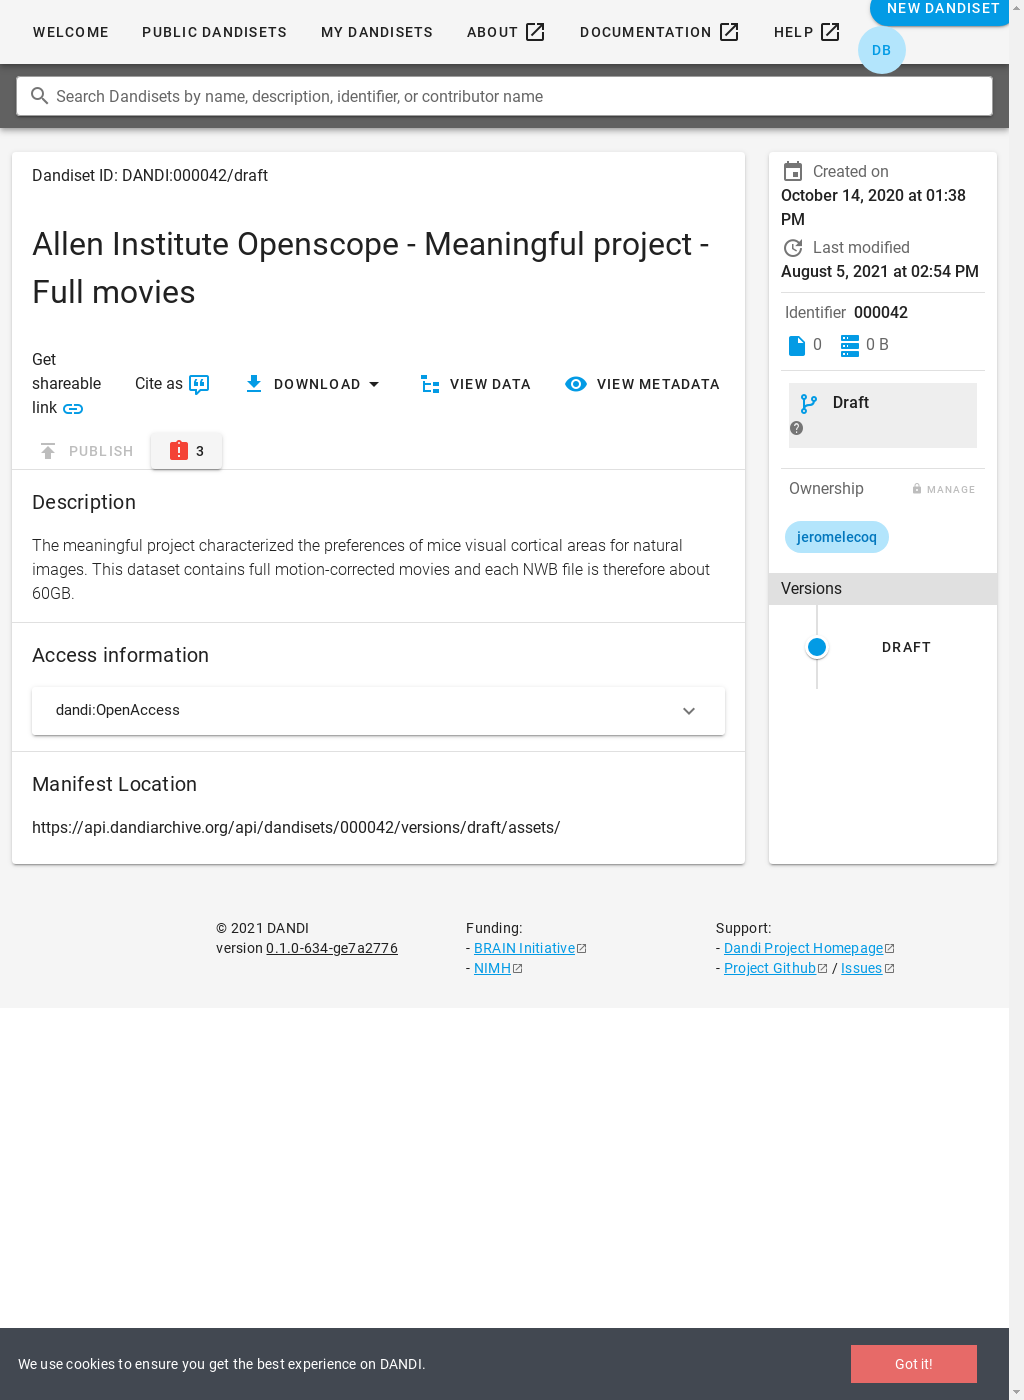 WELCOME PUBLIC DANDISETS MY DANDISETS ABOUT DOCUMENTATION HELP NEW DANDISET
DB
Search Dandisets by name, description, identifier, or contributor name
Dandiset ID: DANDI:000042/draft
Allen Institute Openscope - Meaningful project -
Full movies
Get
shareable
link
Cite as DOWNLOAD VIEW DATA VIEW METADATA
PUBLISH 3
Description
The meaningful project characterized the preferences of mice visual cortical areas for natural
images. This dataset contains full motion-corrected movies and each NWB file is therefore about
60GB.
Access information
dandi:OpenAccess
Manifest Location
https://api.dandiarchive.org/api/dandisets/000042/versions/draft/assets/
Created on
October 14, 2020 at 01:38
PM
Last modified
August 5, 2021 at 02:54 PM
Identifier 000042
0 0 B
Draft
Ownership MANAGE
jeromelecoq
Versions
DRAFT
© 2021 DANDI
version 0.1.0-634-ge7a2776
Funding:
- BRAIN Initiative
- NIMH
Support:
- Dandi Project Homepage
- Project Github / Issues
We use cookies to ensure you get the best experience on DANDI.
Got it!